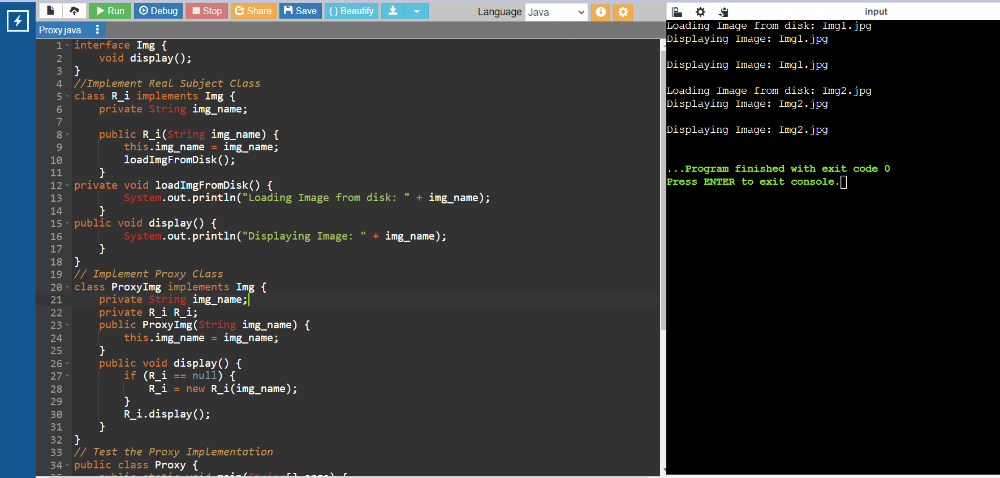 Run Debug Stop Share Save { } Beautify Language Java
input
Proxy.java
1 interface Img {
2 void display();
3 }
4 //Implement Real Subject Class
5 class R_i implements Img {
6 private String img_name;
7
8 public R_i(String img_name) {
9 this.img_name = img_name;
10 loadImgFromDisk();
11 }
12 private void loadImgFromDisk() {
13 System.out.println("Loading Image from disk: " + img_name);
14 }
15 public void display() {
16 System.out.println("Displaying Image: " + img_name);
17 }
18 }
19 // Implement Proxy Class
20 class ProxyImg implements Img {
21 private String img_name;
22 private R_i R_i;
23 public ProxyImg(String img_name) {
24 this.img_name = img_name;
25 }
26 public void display() {
27 if (R_i == null) {
28 R_i = new R_i(img_name);
29 }
30 R_i.display();
31 }
32 }
33 // Test the Proxy Implementation
34 public class Proxy {
35 public static void main(String[] args) {
Loading Image from disk: Img1.jpg
Displaying Image: Img1.jpg
Displaying Image: Img1.jpg
Loading Image from disk: Img2.jpg
Displaying Image: Img2.jpg
Displaying Image: Img2.jpg
...Program finished with exit code 0
Press ENTER to exit console.